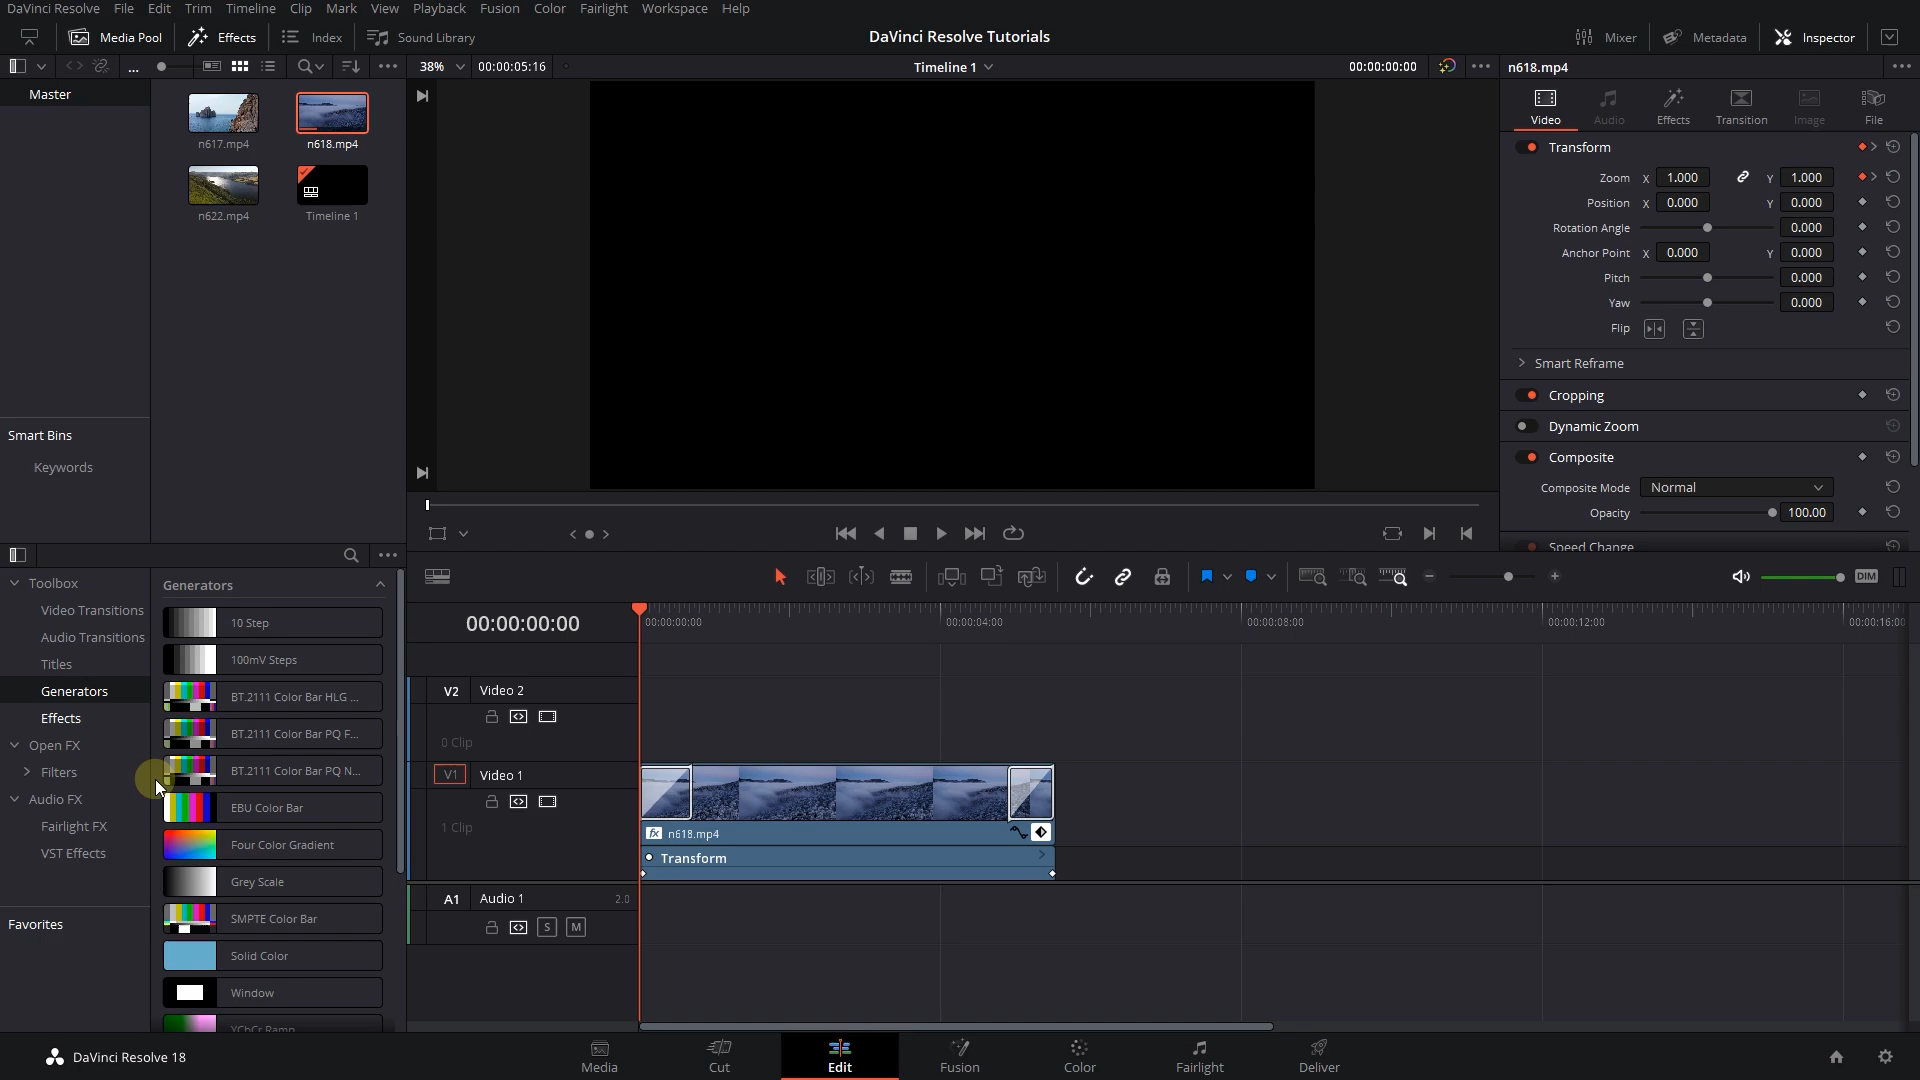 DaVinci Resolve File Edit Trim Timeline Clip Mark View Playback Fusion Color Fairlight Workspace Help
Media Pool Effects Index Sound Library DaVinci Resolve Tutorials Mixer Metadata Inspector
... 38% 00:00:05:16 Timeline 1 00:00:00:00 n618.mp4
Master
n617.mp4 n618.mp4
n622.mp4 Timeline 1
Smart Bins
Keywords
Video Audio Effects Transition Image File
Transform
Zoom X 1.000 Y 1.000
Position X 0.000 Y 0.000
Rotation Angle 0.000
Anchor Point X 0.000 Y 0.000
Pitch 0.000
Yaw 0.000
Flip
Smart Reframe
Cropping
Dynamic Zoom
Composite
Composite Mode Normal
Opacity 100.00
Speed Change
Toolbox
Video Transitions
Audio Transitions
Titles
Generators
Effects
Open FX
Filters
Audio FX
Fairlight FX
VST Effects
Favorites
Generators
10 Step
100mV Steps
BT.2111 Color Bar HLG ...
BT.2111 Color Bar PQ F...
BT.2111 Color Bar PQ N...
EBU Color Bar
Four Color Gradient
Grey Scale
SMPTE Color Bar
Solid Color
Window
YCbCr Ramp
DIM
00:00:00:00 00:00:00:00 00:00:04:00 00:00:08:00 00:00:12:00 00:00:16:00
V2 Video 2
0 Clip
V1 Video 1
1 Clip
fx n618.mp4
Transform
A1 Audio 1 2.0
S M
DaVinci Resolve 18 Media Cut Edit Fusion Color Fairlight Deliver